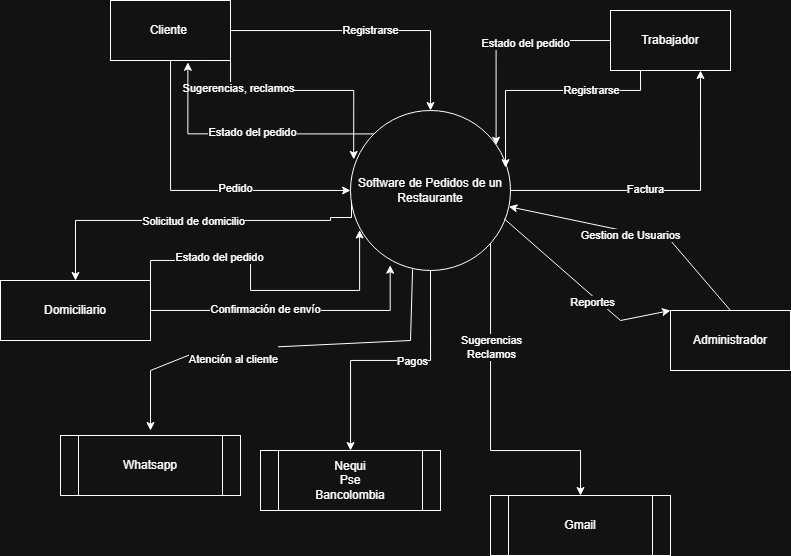 Cliente
Registrarse
Estado del pedido
Trabajador
Sugerencias, reclamos
Registrarse
Estado del pedido
Pedido
Software de Pedidos de un
Restaurante
Factura
Solicitud de domicilio
Gestion de Usuarios
Estado del pedido
Domiciliario
Confirmación de envío
Reportes
Administrador
Sugerencias
Reclamos
Atención al cliente
Pagos
Whatsapp
Nequi
Pse
Bancolombia
Gmail